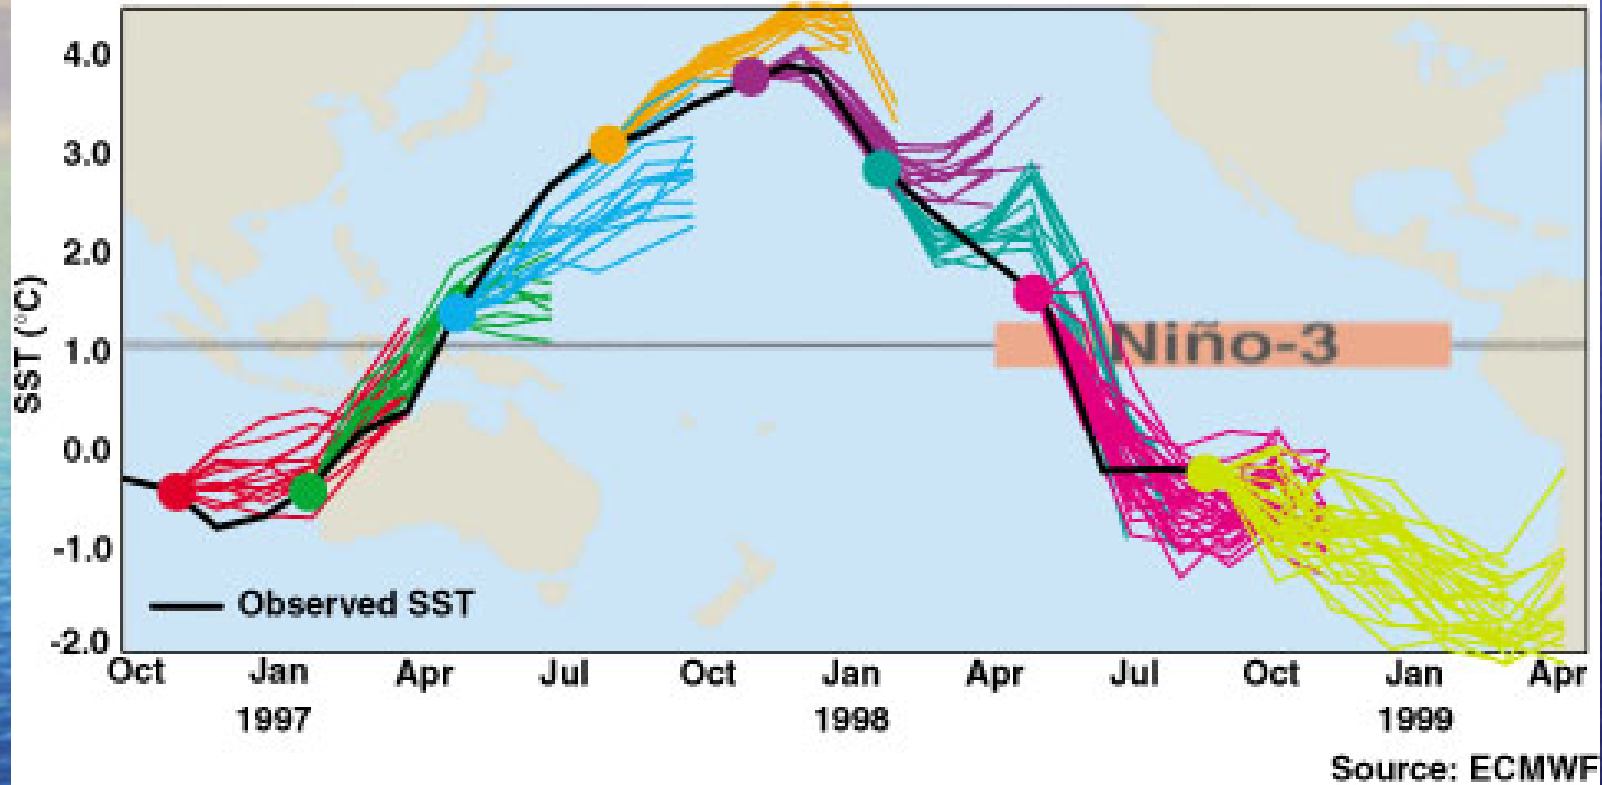 4.0
3.0
2.0
1.0
0.0
-1.0
-2.0
SST (°C)
Niño-3
Observed SST
Oct Jan Apr Jul Oct Jan Apr Jul Oct Jan Apr
1997 1998 1999
Source: ECMWF